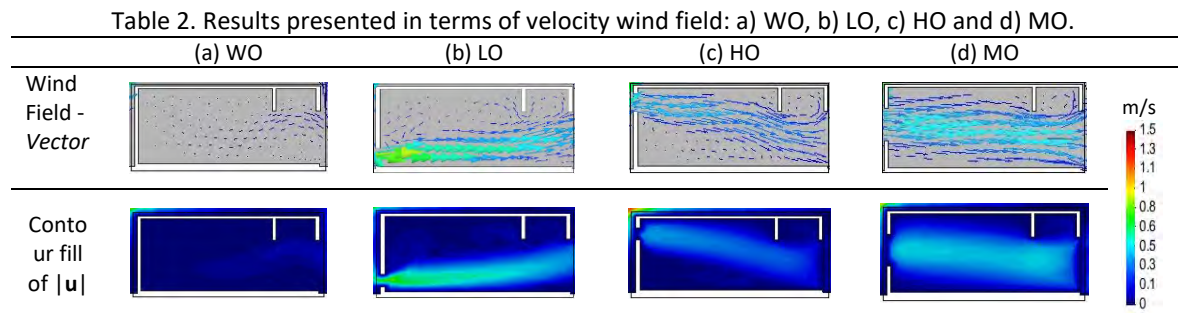 Table 2. Results presented in terms of velocity wind field: a) WO, b) LO, c) HO and d) MO.
(a) WO (b) LO (c) HO (d) MO
Wind
Field -
Vector
m/s
1.5
1.3
1.1
1
0.8
0.6
0.5
0.3
0.1
0
Conto
ur fill
of |u|